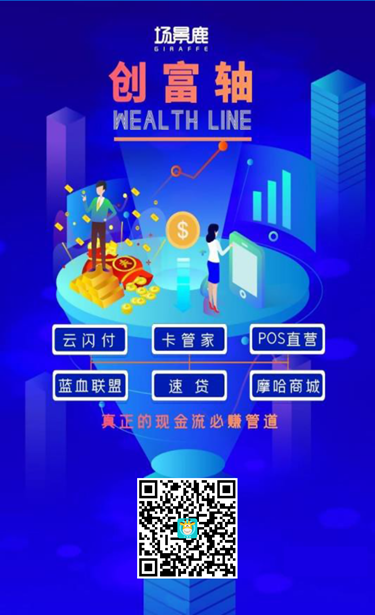 场景鹿
GIRAFFE
创富轴
WEALTH LINE
$
云闪付
卡管家
POS直营
蓝血联盟
速贷
摩哈商城
真正的现金流必赚管道